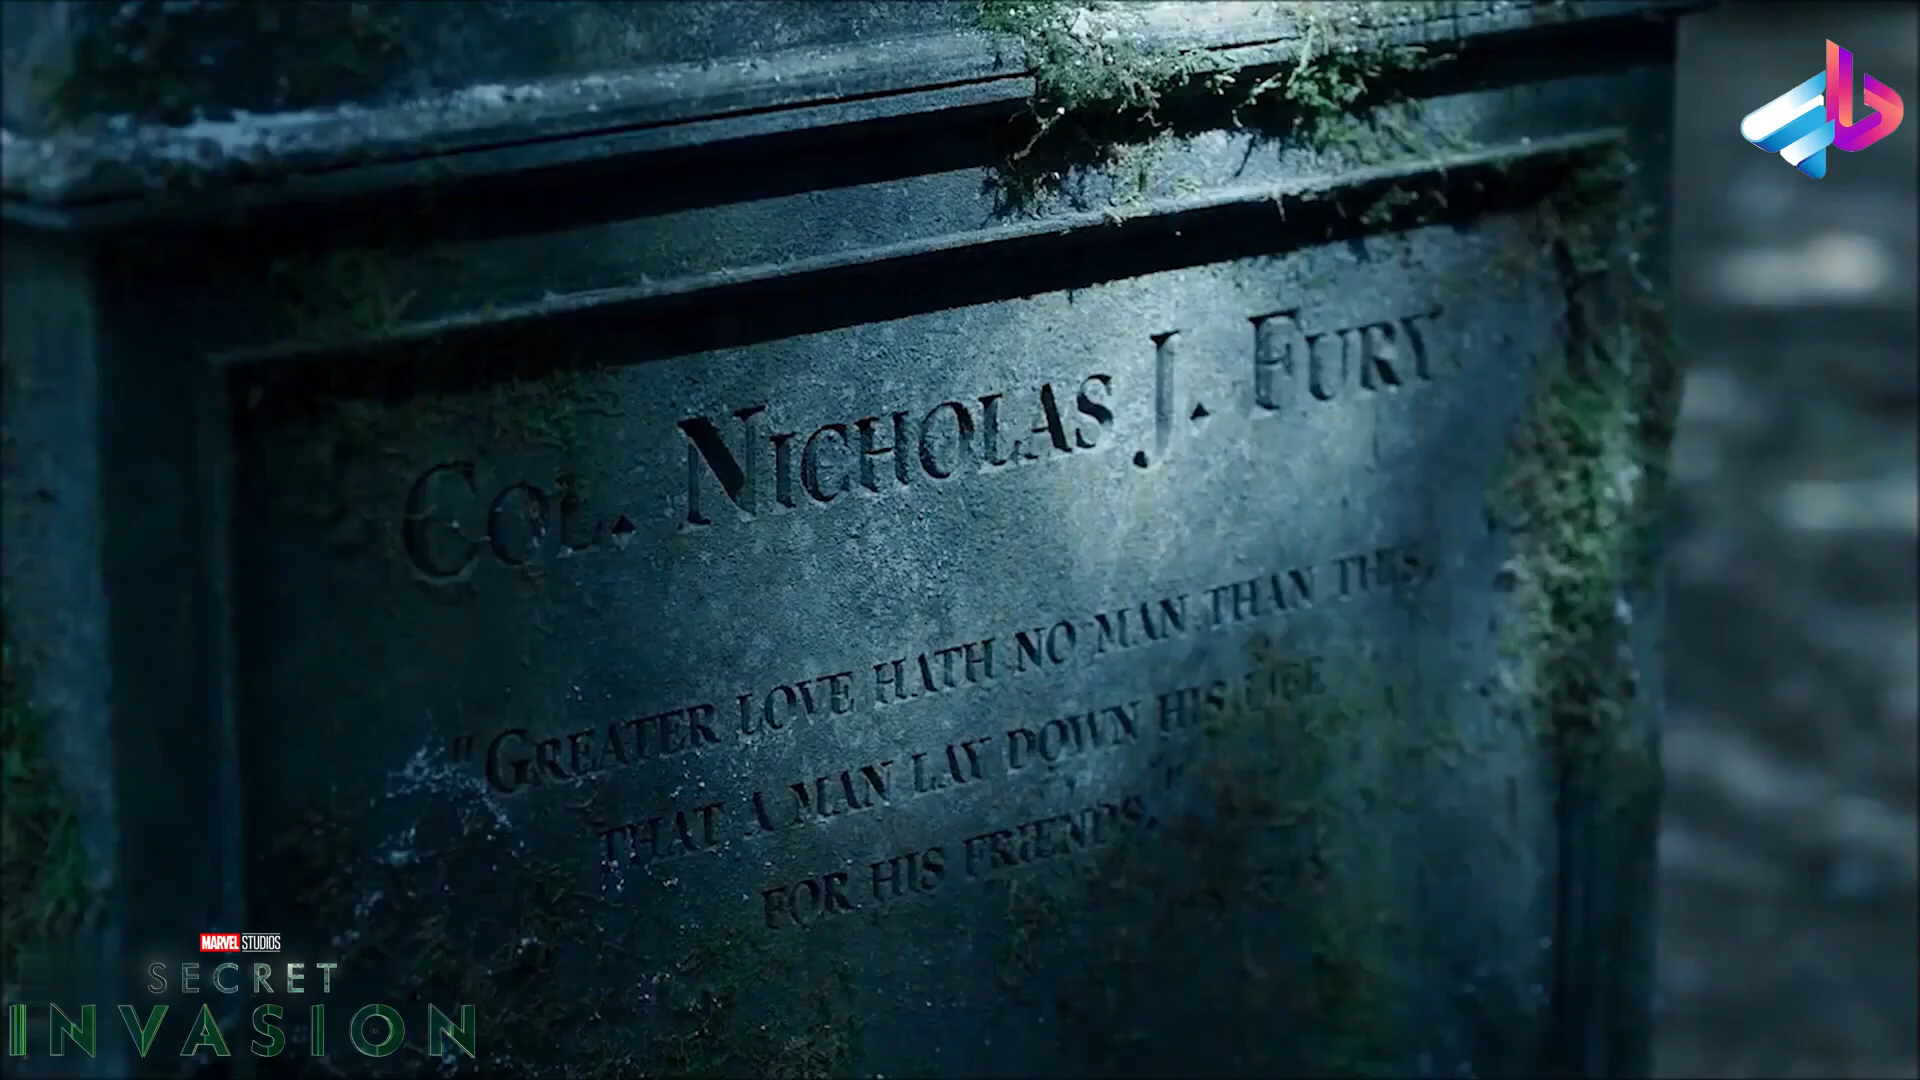 Col. Nicholas J. Fury
"Greater love hath no man than this,
that a man lay down his life
for his friends."
MARVEL STUDIOS
SECRET
INVASION